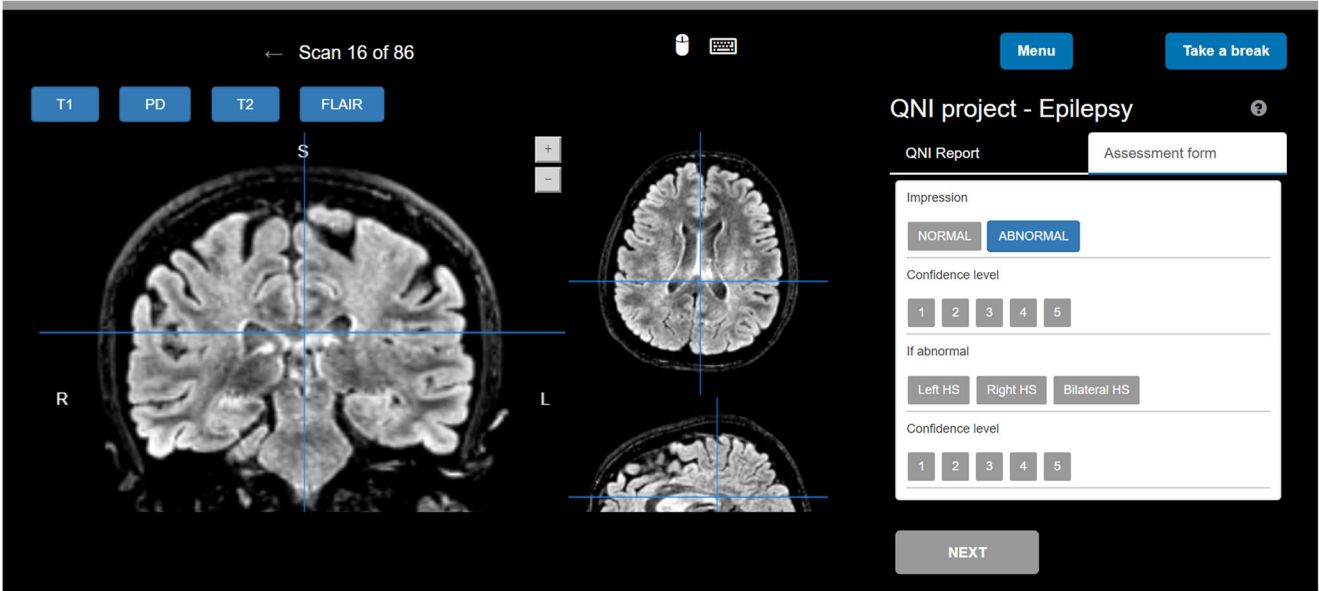 ← Scan 16 of 86
Menu
Take a break
T1 PD T2 FLAIR
S
+
-
R
L
QNI project - Epilepsy ?
QNI Report Assessment form
Impression
NORMAL ABNORMAL
Confidence level
1 2 3 4 5
If abnormal
Left HS Right HS Bilateral HS
Confidence level
1 2 3 4 5
NEXT